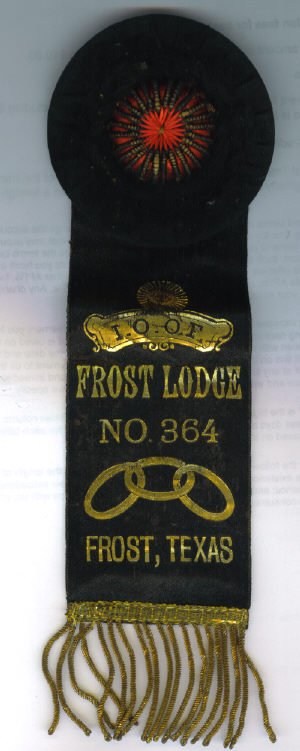 I.O.O.F.
FROST LODGE
NO. 364
FROST, TEXAS